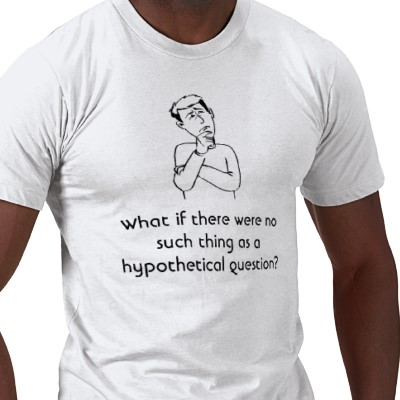 What if there were no
such thing as a
hypothetical question?